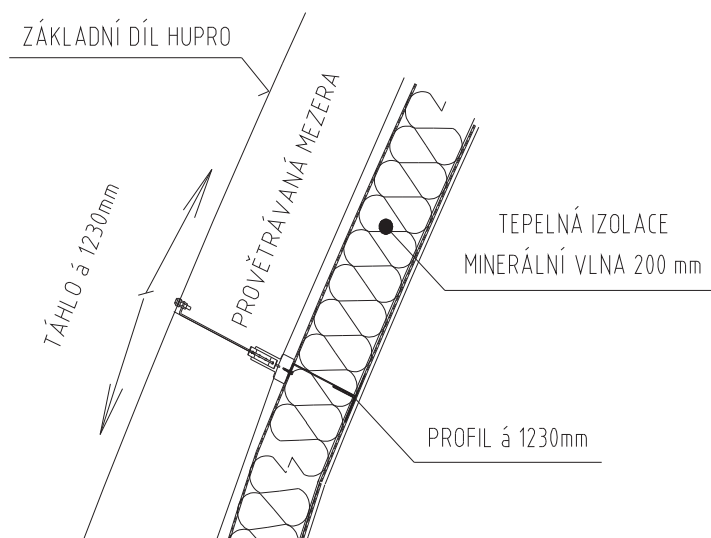 ZÁKLADNÍ DÍL HUPRO
PROVĚTRÁVANÁ MEZERA
TÁHLO á 1230mm
TEPELNÁ IZOLACE
MINERÁLNÍ VLNA 200 mm
PROFIL á 1230mm